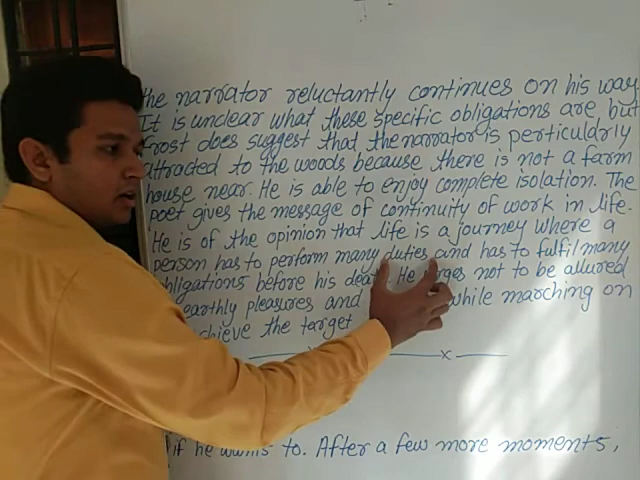 the narrator reluctantly continues on his way
It is unclear what these specific obligations are but
Frost does suggest that the narrator is perticuldrly
attracted to the woods because there is not a farm
house near. He is able to enjoy complete isolation. The
poet gives the message of continuity of work in life.
He is of the opinion that life is a journey where a
person has to perform many duties and has to fulfil many
obligations before his He not to be allured
earthly pleasures and while marching on
the target
if he wants to. After a few more moments,